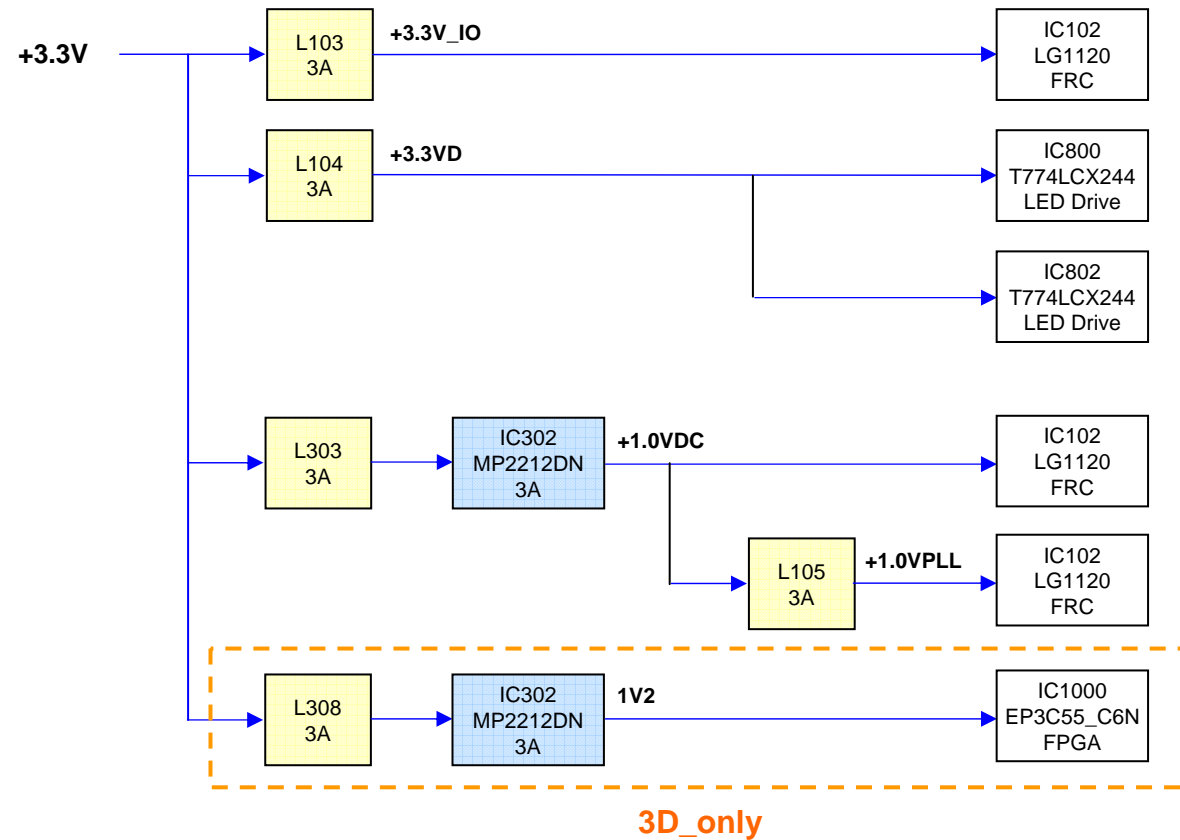 +3.3V
L103
3A
+3.3V_IO
IC102
LG1120
FRC
L104
3A
+3.3VD
IC800
T774LCX244
LED Drive
IC802
T774LCX244
LED Drive
L303
3A
IC302
MP2212DN
3A
+1.0VDC
IC102
LG1120
FRC
L105
3A
+1.0VPLL
IC102
LG1120
FRC
L308
3A
IC302
MP2212DN
3A
1V2
IC1000
EP3C55_C6N
FPGA
3D_only